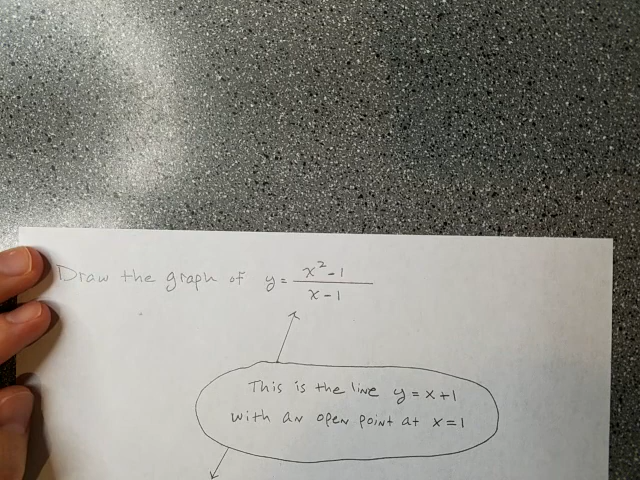 Draw the graph of y = x²-1 / x-1
This is the line y = x+1
with an open point at x=1